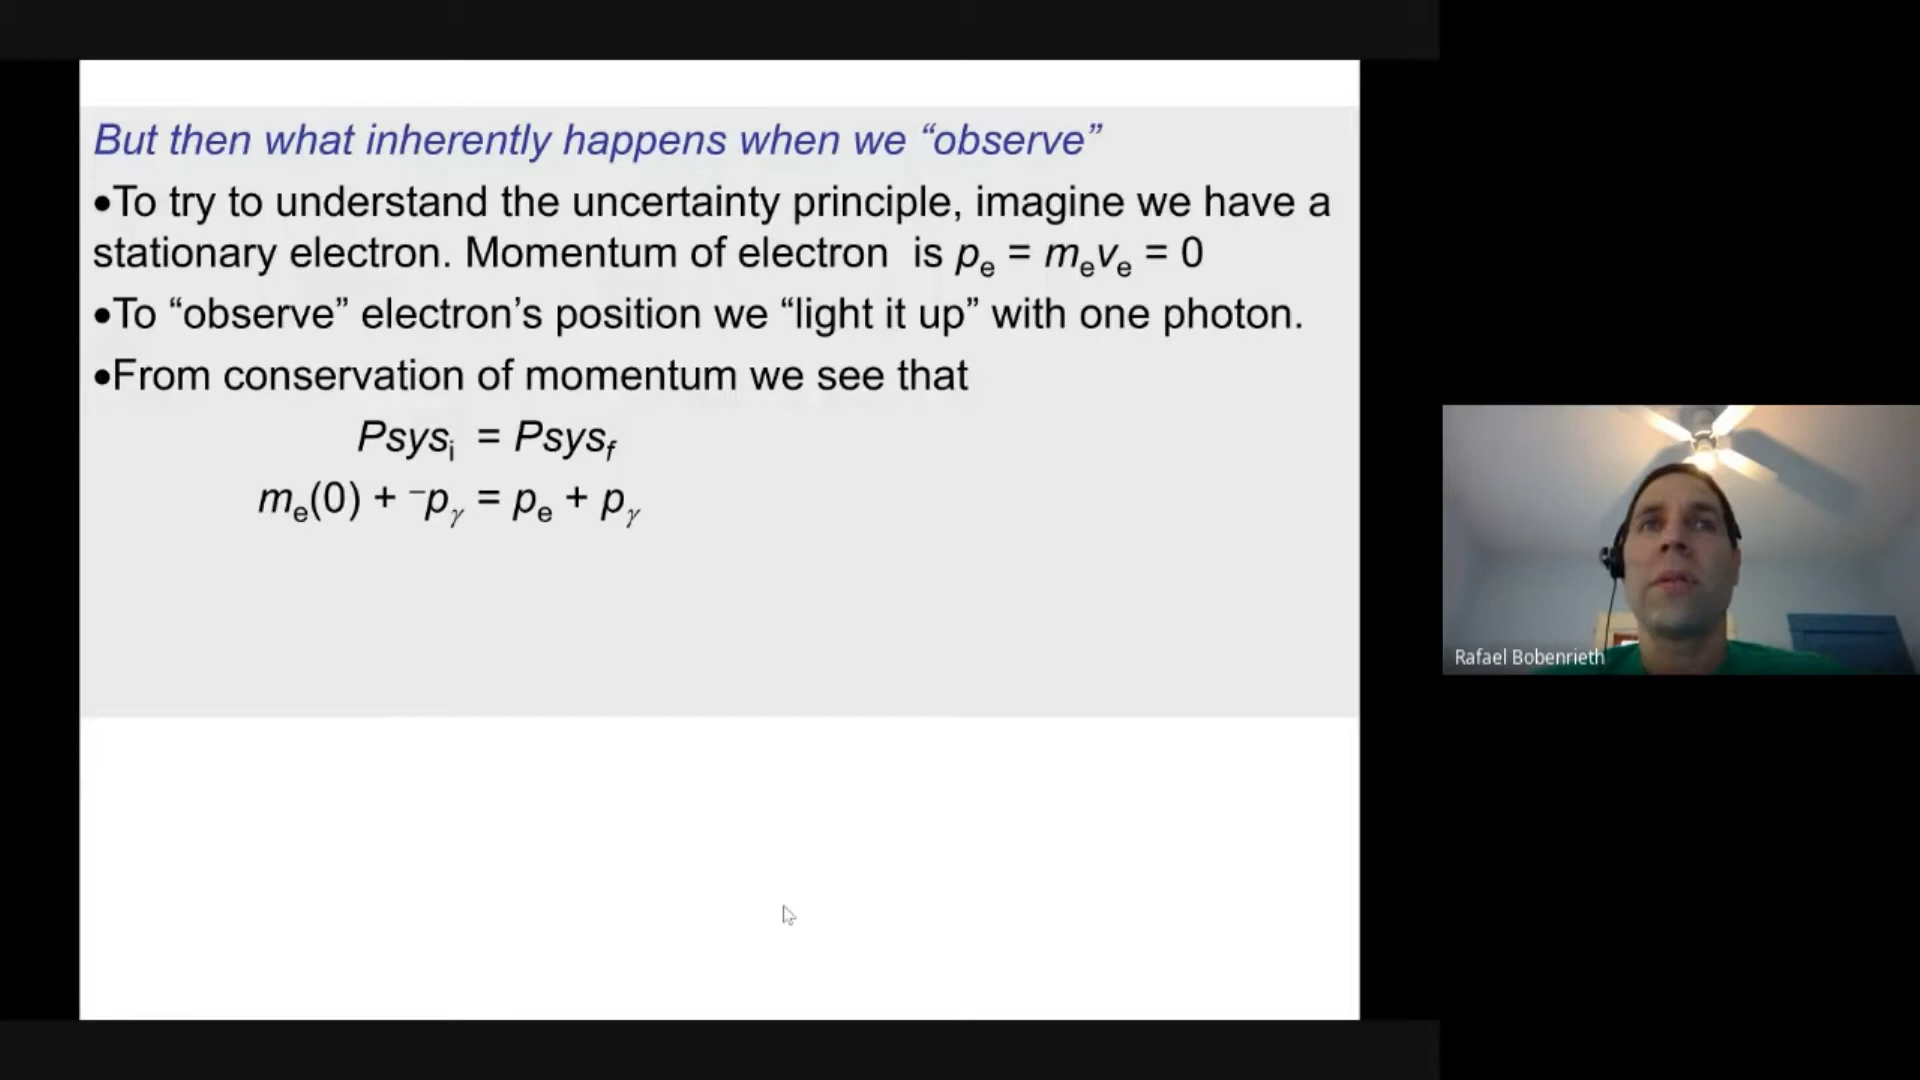 But then what inherently happens when we “observe”
•To try to understand the uncertainty principle, imagine we have a
stationary electron. Momentum of electron is pₑ = mₑvₑ = 0
•To “observe” electron’s position we “light it up” with one photon.
•From conservation of momentum we see that
Psysᵢ = Psys_f
mₑ(0) + ⁻pᵧ = pₑ + pᵧ
Rafael Bobenrieth